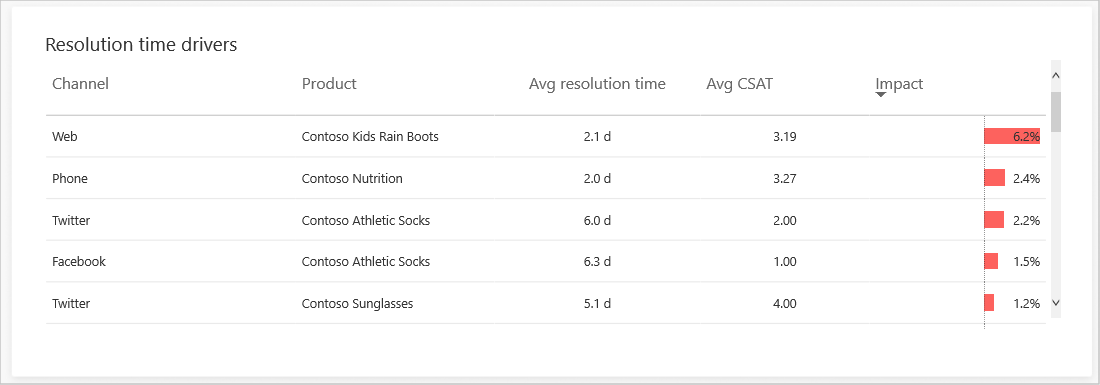 Resolution time drivers
Channel Product Avg resolution time Avg CSAT Impact
Web Contoso Kids Rain Boots 2.1 d 3.19 6.2%
Phone Contoso Nutrition 2.0 d 3.27 2.4%
Twitter Contoso Athletic Socks 6.0 d 2.00 2.2%
Facebook Contoso Athletic Socks 6.3 d 1.00 1.5%
Twitter Contoso Sunglasses 5.1 d 4.00 1.2%